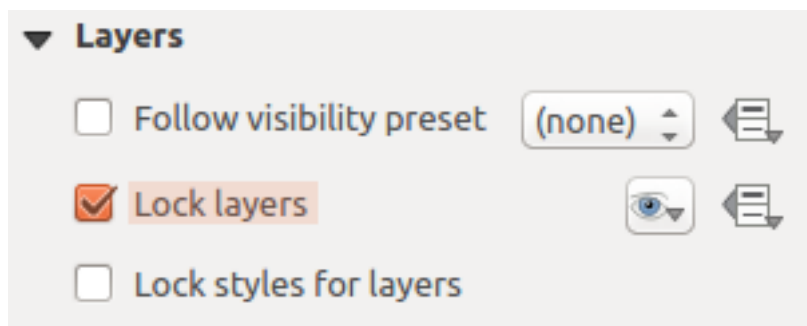 Layers
Follow visibility preset (none)
Lock layers
Lock styles for layers